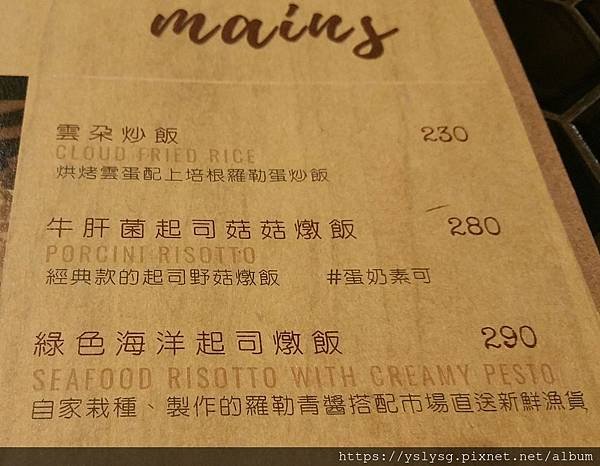 mains
雲朵炒飯 230
CLOUD FRIED RICE
烘烤雲蛋配上培根羅勒蛋炒飯
牛肝菌起司菇菇燉飯 280
PORCINI RISOTTO
經典款的起司野菇燉飯 #蛋奶素可
綠色海洋起司燉飯 290
SEAFOOD RISOTTO WITH CREAMY PESTO
自家栽種、製作的羅勒青醬搭配市場直送新鮮漁貨
https://yslysg.pixnet.net/album